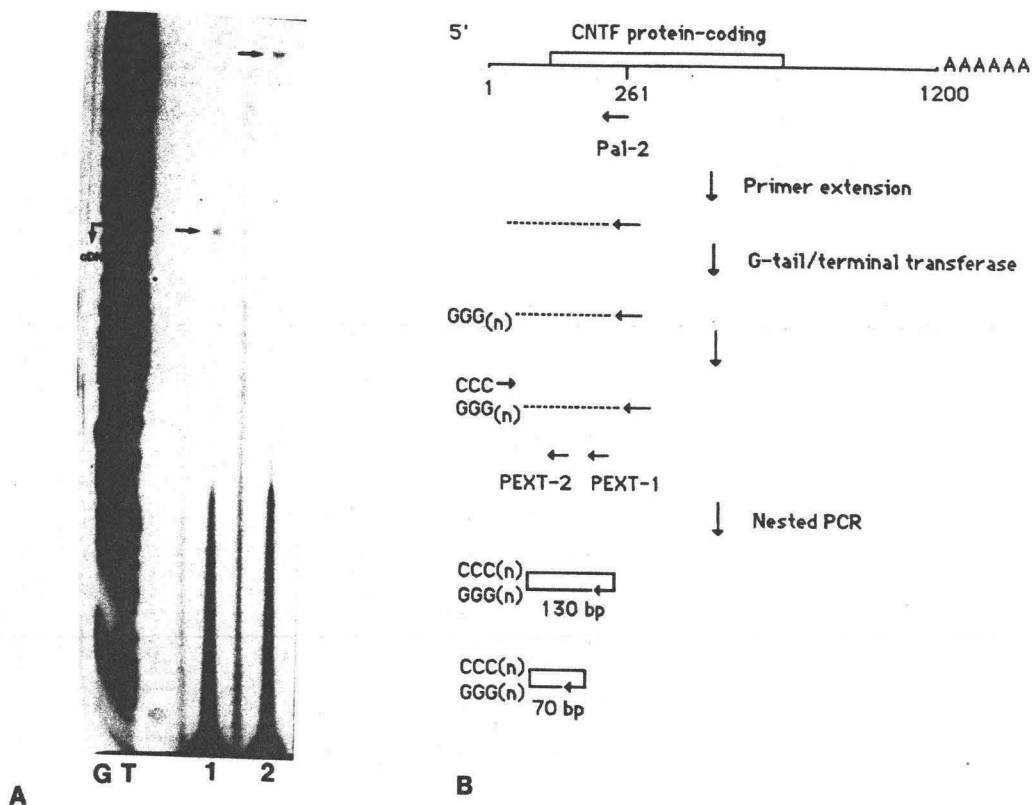 G T 1 2
A
5' CNTF protein-coding
AAAAAA
1 261 1200
Pal-2
Primer extension
G-tail/terminal transferase
GGG(n)
CCC
GGG(n)
PEXT-2 PEXT-1
Nested PCR
CCC(n)
GGG(n)
130 bp
CCC(n)
GGG(n)
70 bp
B